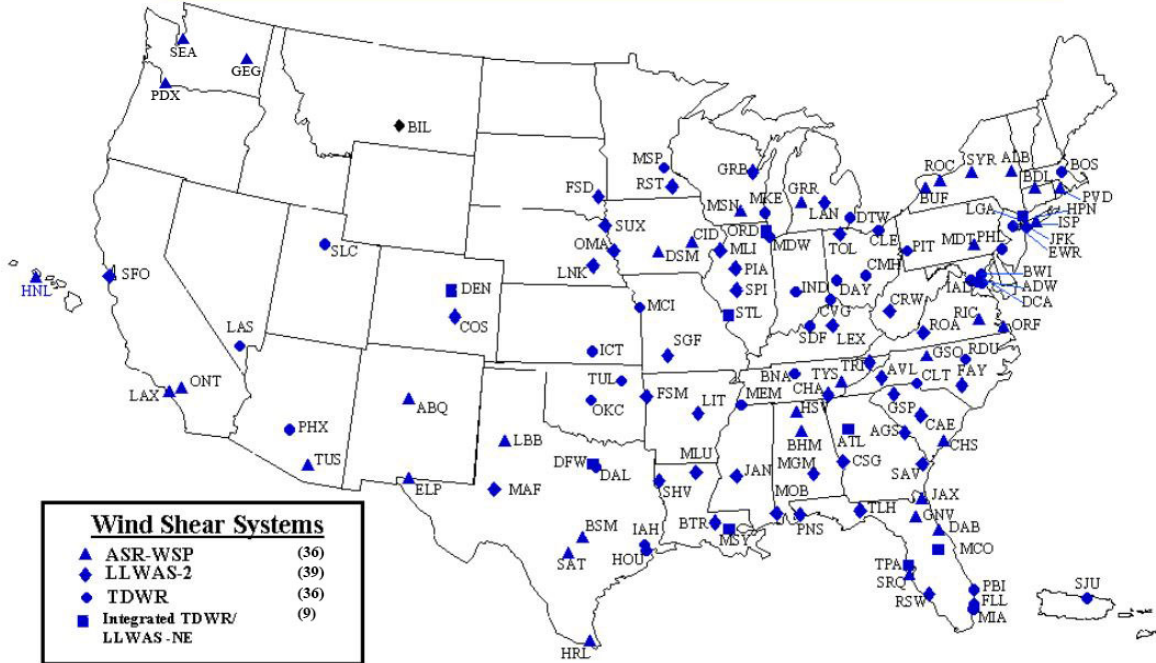 SEA
GEG
PDX
BIL
MSP
RST
GRB
MSN
MKE
GRR
LAN
DTW
ROC
SYR
ALB
BOS
BUF
BDL
PVD
LGA
HPN
ISP
JFK
EWR
FSD
SUX
OMA
LNK
DSM
CID
ORD
MDW
MLI
PIA
SPI
STL
TOL
CLE
PIT
MDT
PHL
CMH
IND
DAY
BWI
ADW
DCA
IAD
HNL
SFO
SLC
DEN
COS
MCI
CVG
SDF
LEX
CRW
RIC
ORF
ROA
LAS
ICT
SGF
TUL
OKC
FSM
LIT
MEM
BNA
TYS
TRI
CHA
AVL
GSO
RDU
CLT
FAY
GSP
CAE
LAX
ONT
PHX
TUS
ABQ
ELP
LBB
DFW
DAL
MAF
HSV
BHM
ATL
AGS
CHS
CSG
SAV
MLU
SHV
JAN
MGM
MOB
PNS
TLH
JAX
GNV
DAB
MCO
BTR
MSY
BSM
SAT
IAH
HOU
HRL
TPA
SRQ
RSW
PBI
FLL
MIA
SJU
Wind Shear Systems
ASR-WSP (36)
LLWAS-2 (39)
TDWR (36)
Integrated TDWR/ (9)
LLWAS -NE